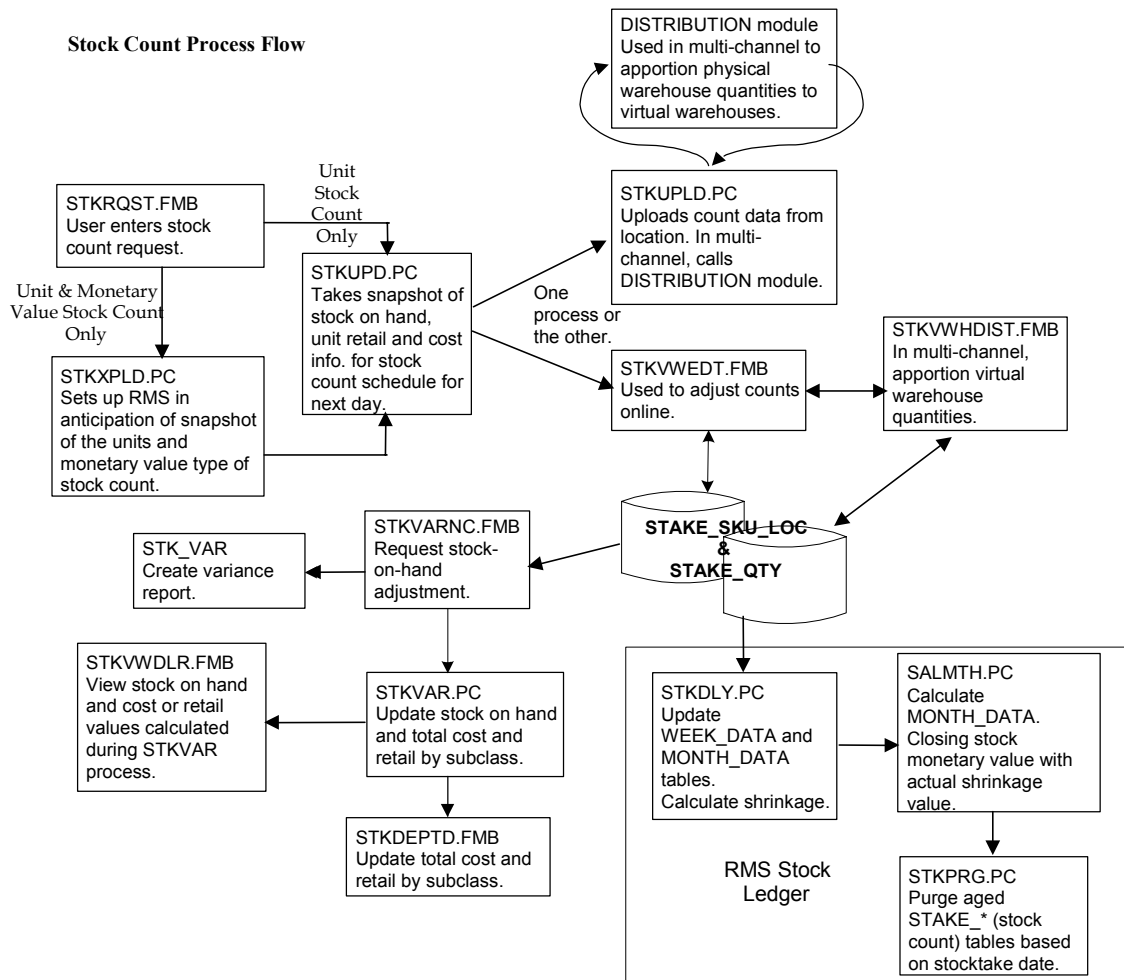 Stock Count Process Flow
DISTRIBUTION module
Used in multi-channel to
apportion physical
warehouse quantities to
virtual warehouses.
Unit
Stock
Count
Only
STKRQST.FMB
User enters stock
count request.
STKUPLD.PC
Uploads count data from
location. In multi-
channel, calls
DISTRIBUTION module.
STKUPD.PC
Takes snapshot of
stock on hand,
unit retail and cost
info. for stock
count schedule for
next day.
Unit & Monetary
Value Stock Count
Only
One
process or
the other.
STKXPLD.PC
Sets up RMS in
anticipation of snapshot
of the units and
monetary value type of
stock count.
STKVWEDT.FMB
Used to adjust counts
online.
STKVWHDIST.FMB
In multi-channel,
apportion virtual
warehouse
quantities.
STAKE_SKU_LOC
&
STAKE_QTY
STKVARNC.FMB
Request stock-
on-hand
adjustment.
STK_VAR
Create variance
report.
STKVWDLR.FMB
View stock on hand
and cost or retail
values calculated
during STKVAR
process.
STKVAR.PC
Update stock on hand
and total cost and
retail by subclass.
STKDEPTD.FMB
Update total cost and
retail by subclass.
STKDLY.PC
Update
WEEK_DATA and
MONTH_DATA
tables.
Calculate shrinkage.
SALMTH.PC
Calculate
MONTH_DATA.
Closing stock
monetary value with
actual shrinkage
value.
RMS Stock
Ledger
STKPRG.PC
Purge aged
STAKE_* (stock
count) tables based
on stocktake date.